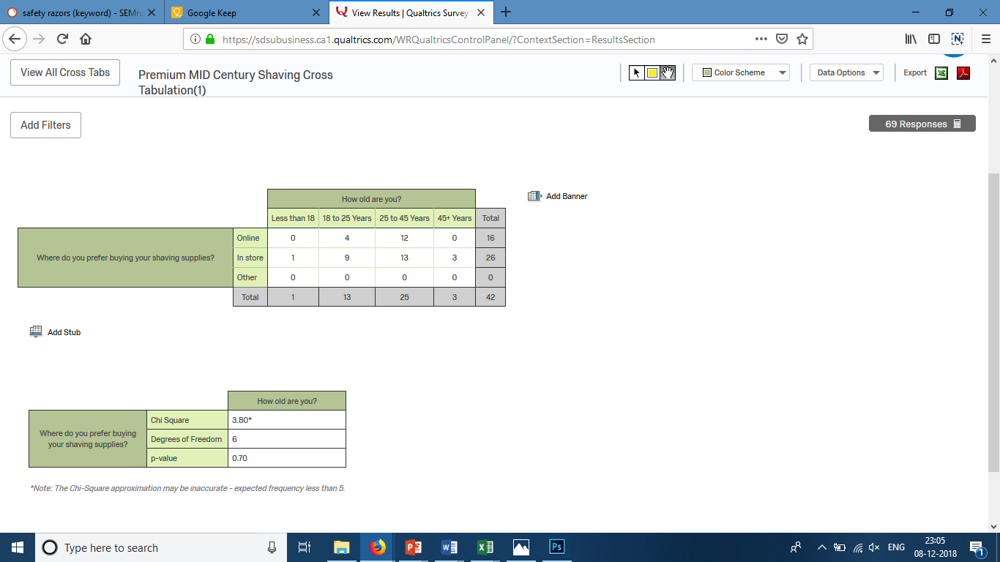 safety razors (keyword) - SEMru
Google Keep
View Results | Qualtrics Survey S
https://sdsubusiness.ca1.qualtrics.com/WRQualtricsControlPanel/?ContextSection=ResultsSection
View All Cross Tabs
Premium MID Century Shaving Cross
Tabulation(1)
Color Scheme
Data Options
Export
Add Filters
69 Responses
How old are you?
Add Banner
Less than 18 18 to 25 Years 25 to 45 Years 45+ Years Total
Online 0 4 12 0 16
Where do you prefer buying your shaving supplies? In store 1 9 13 3 26
Other 0 0 0 0 0
Total 1 13 25 3 42
Add Stub
How old are you?
Where do you prefer buying
your shaving supplies?
Chi Square 3.80*
Degrees of Freedom 6
p-value 0.70
*Note: The Chi-Square approximation may be inaccurate - expected frequency less than 5.
Type here to search
ENG
23:05
08-12-2018
1